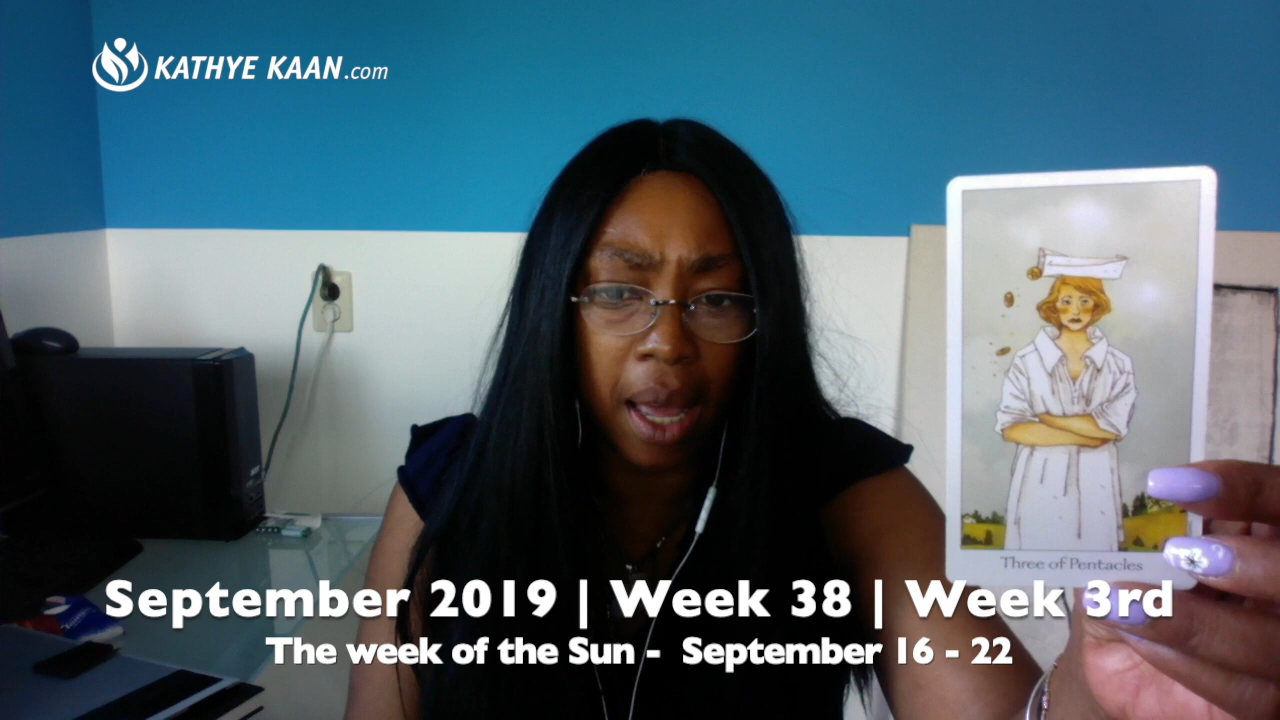 KATHYE KAAN.com
Three of Pentacles
September 2019 | Week 38 | Week 3rd
The week of the Sun - September 16 - 22